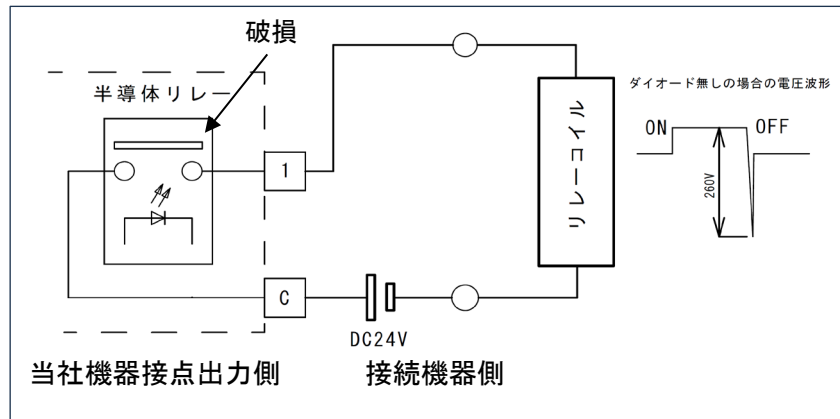 破損
半導体リレー
1
C
DC24V
リレーコイル
ダイオード無しの場合の電圧波形
ON
OFF
260V
当社機器接点出力側
接続機器側